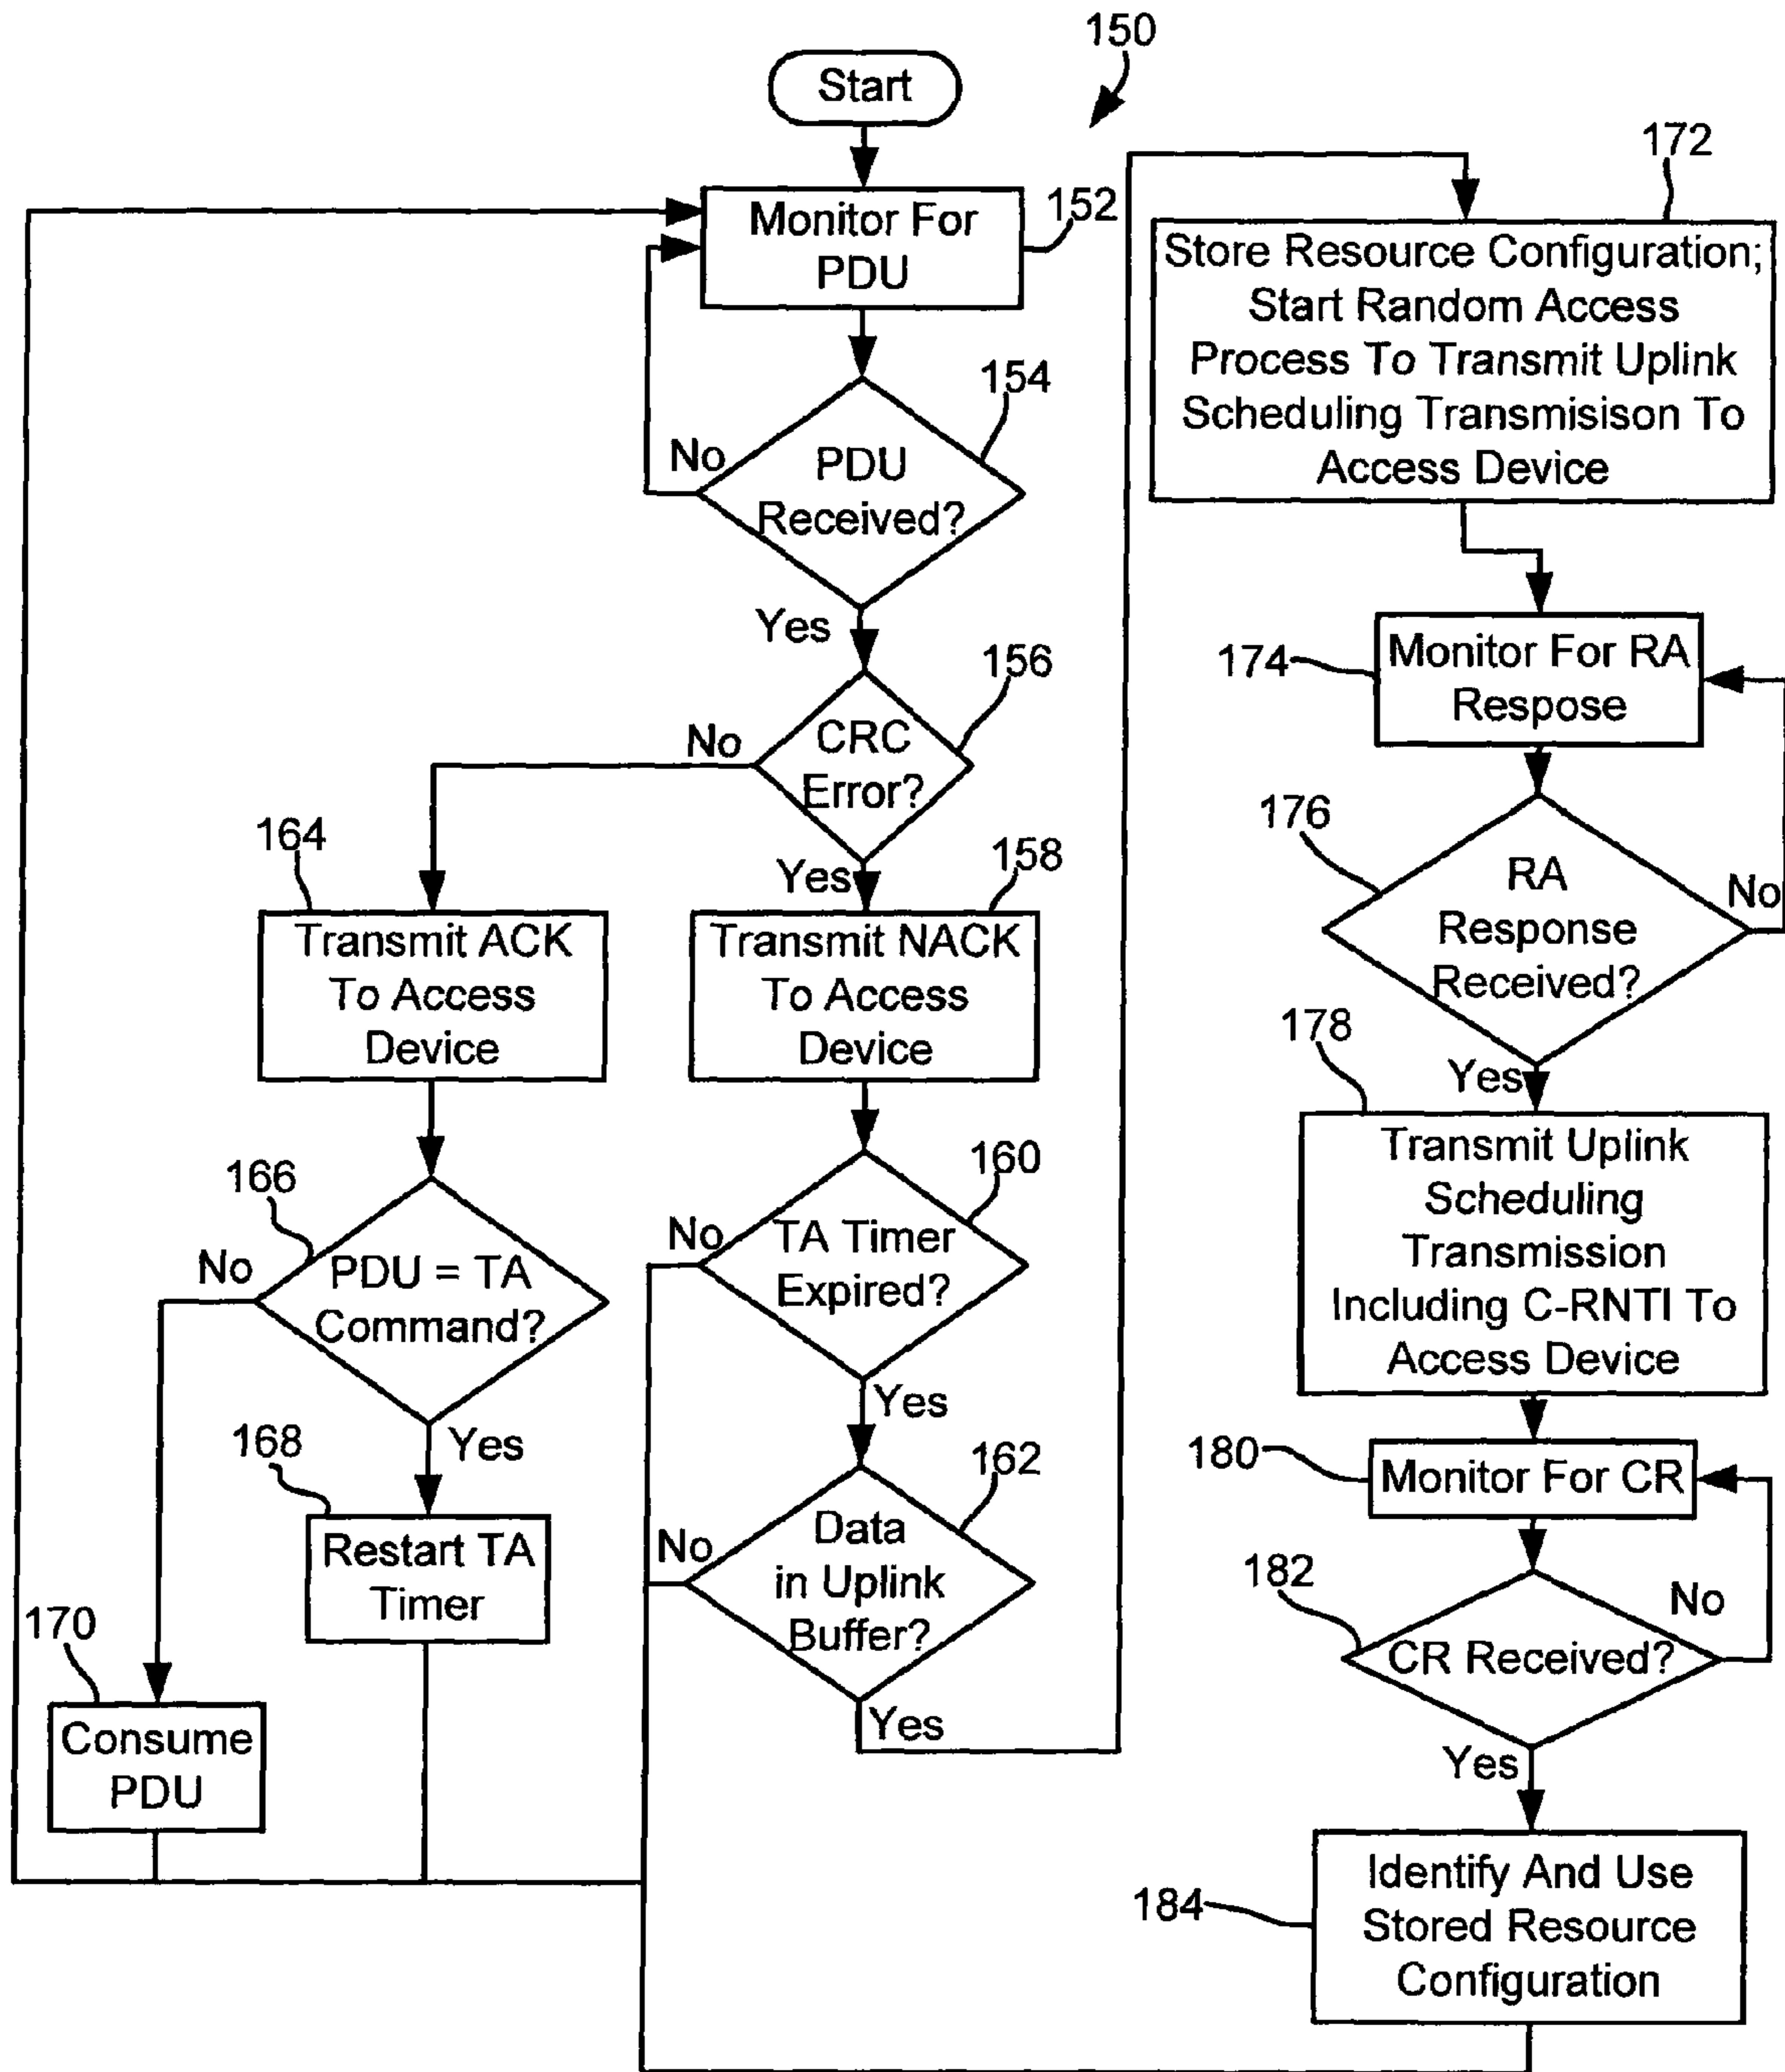 150
Start
Monitor For
PDU
152
PDU
Received?
154
No
Yes
CRC
Error?
156
No
Yes
164
Transmit ACK
To Access
Device
158
Transmit NACK
To Access
Device
166
PDU = TA
Command?
No
Yes
160
TA Timer
Expired?
No
Yes
168
Restart TA
Timer
162
Data
in Uplink
Buffer?
No
Yes
170
Consume
PDU
172
Store Resource Configuration;
Start Random Access
Process To Transmit Uplink
Scheduling Transmisison To
Access Device
174
Monitor For RA
Respose
176
RA
Response
Received?
No
Yes
178
Transmit Uplink
Scheduling
Transmission
Including C-RNTI To
Access Device
180
Monitor For CR
182
CR Received?
No
Yes
184
Identify And Use
Stored Resource
Configuration